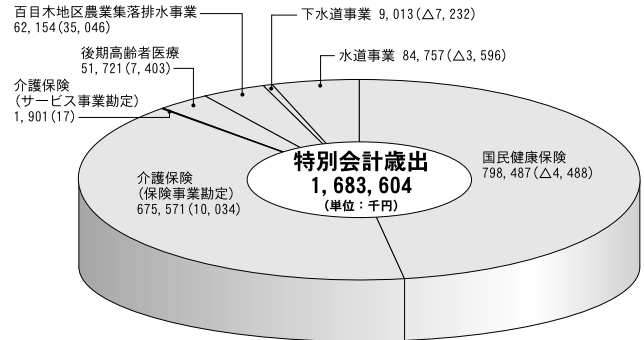 百目木地区農業集落排水事業
62,154(35,046)
下水道事業 9,013(△7,232)
後期高齢者医療
51,721(7,403)
水道事業 84,757(△3,596)
介護保険
(サービス事業勘定)
1,901(17)
特別会計歳出
1,683,604
(単位:千円)
国民健康保険
798,487(△4,488)
介護保険
(保険事業勘定)
675,571(10,034)